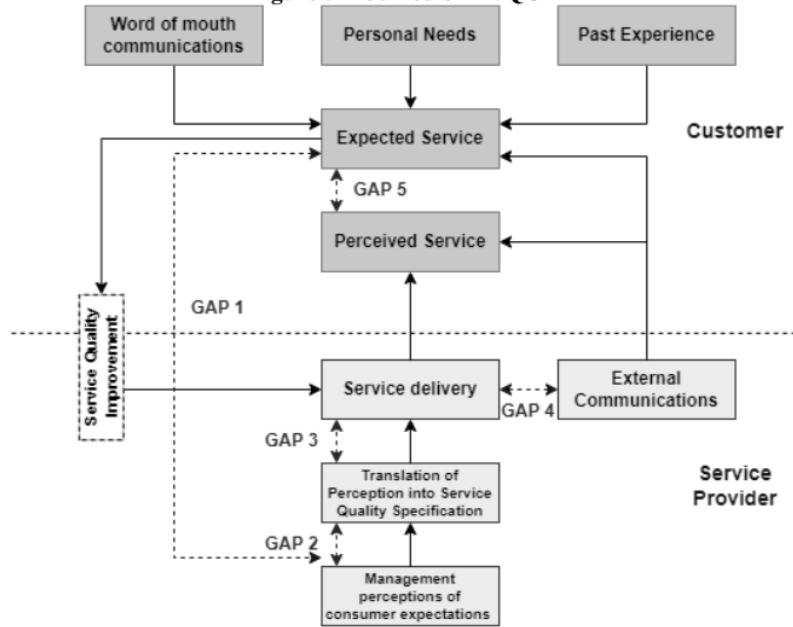 Word of mouth
communications
Personal Needs
Past Experience
Expected Service
Customer
GAP 5
Perceived Service
GAP 1
Service Quality
Improvement
Service delivery
External
Communications
GAP 4
GAP 3
Translation of
Perception into Service
Quality Specification
Service
Provider
GAP 2
Management
perceptions of
consumer expectations